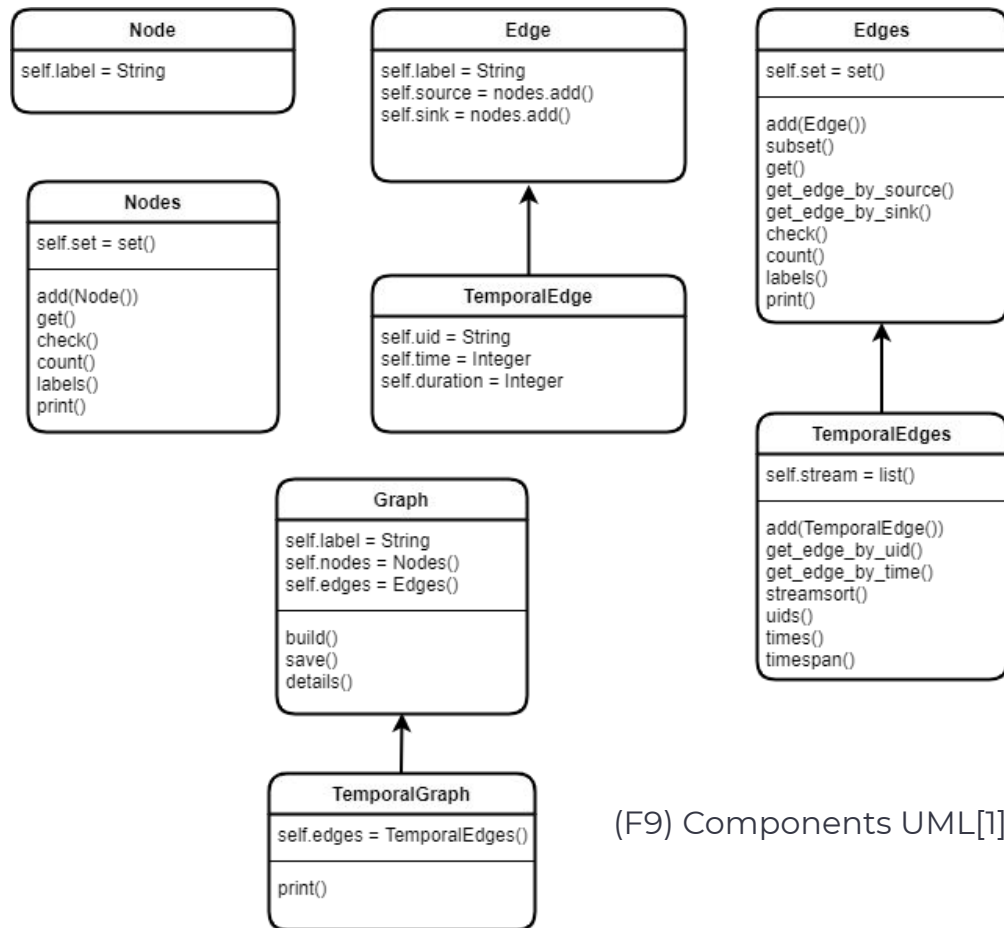 Node
self.label = String
Edge
self.label = String
self.source = nodes.add()
self.sink = nodes.add()
Edges
self.set = set()
add(Edge())
subset()
get()
get_edge_by_source()
get_edge_by_sink()
check()
count()
labels()
print()
Nodes
self.set = set()
add(Node())
get()
check()
count()
labels()
print()
TemporalEdge
self.uid = String
self.time = Integer
self.duration = Integer
TemporalEdges
self.stream = list()
add(TemporalEdge())
get_edge_by_uid()
get_edge_by_time()
streamsort()
uids()
times()
timespan()
Graph
self.label = String
self.nodes = Nodes()
self.edges = Edges()
build()
save()
details()
TemporalGraph
self.edges = TemporalEdges()
print()
(F9) Components UML[1]